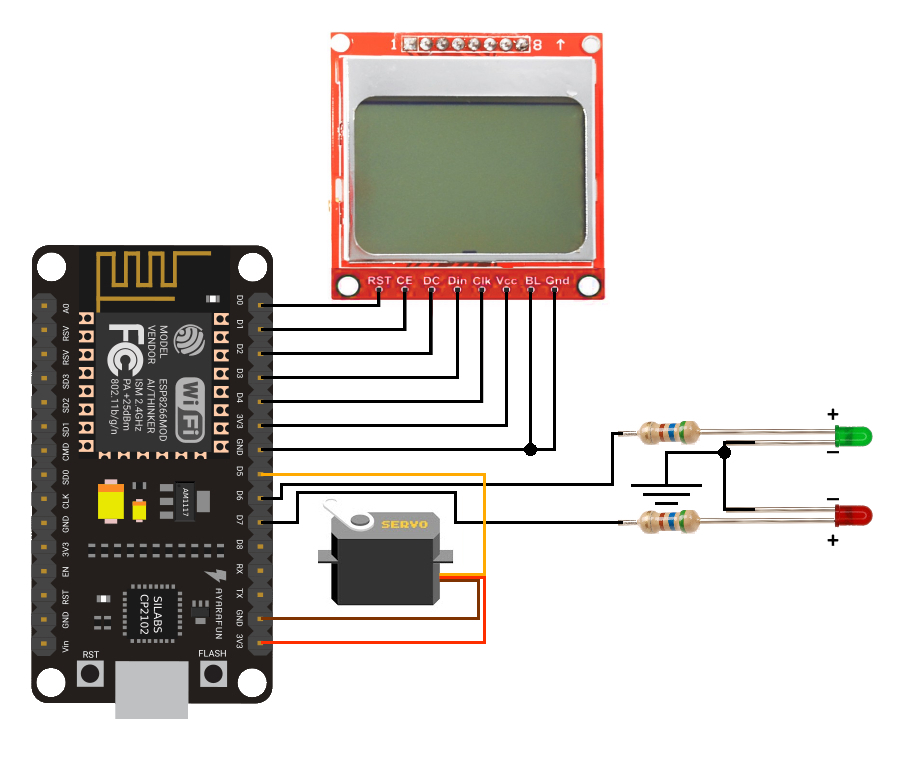 1 8 ↑
RST CE DC Din Clk Vcc BL Gnd
A0
RSV
RSV
SD3
SD2
SD1
CMD
SD0
CLK
GND
3V3
EN
RST
GND
Vin
D0
D1
D2
D3
D4
3V3
GND
D5
D6
D7
D8
RX
TX
GND
3V3
MODEL
VENDOR
FC
ESP8266MOD
AI/THINKER
ISM 2.4GHz
PA +25dBm
802.11b/g/n
Wi Fi
AM1117
SILABS
CP2102
AYARAFUN
RST
FLASH
SERVO
+
−
−
+